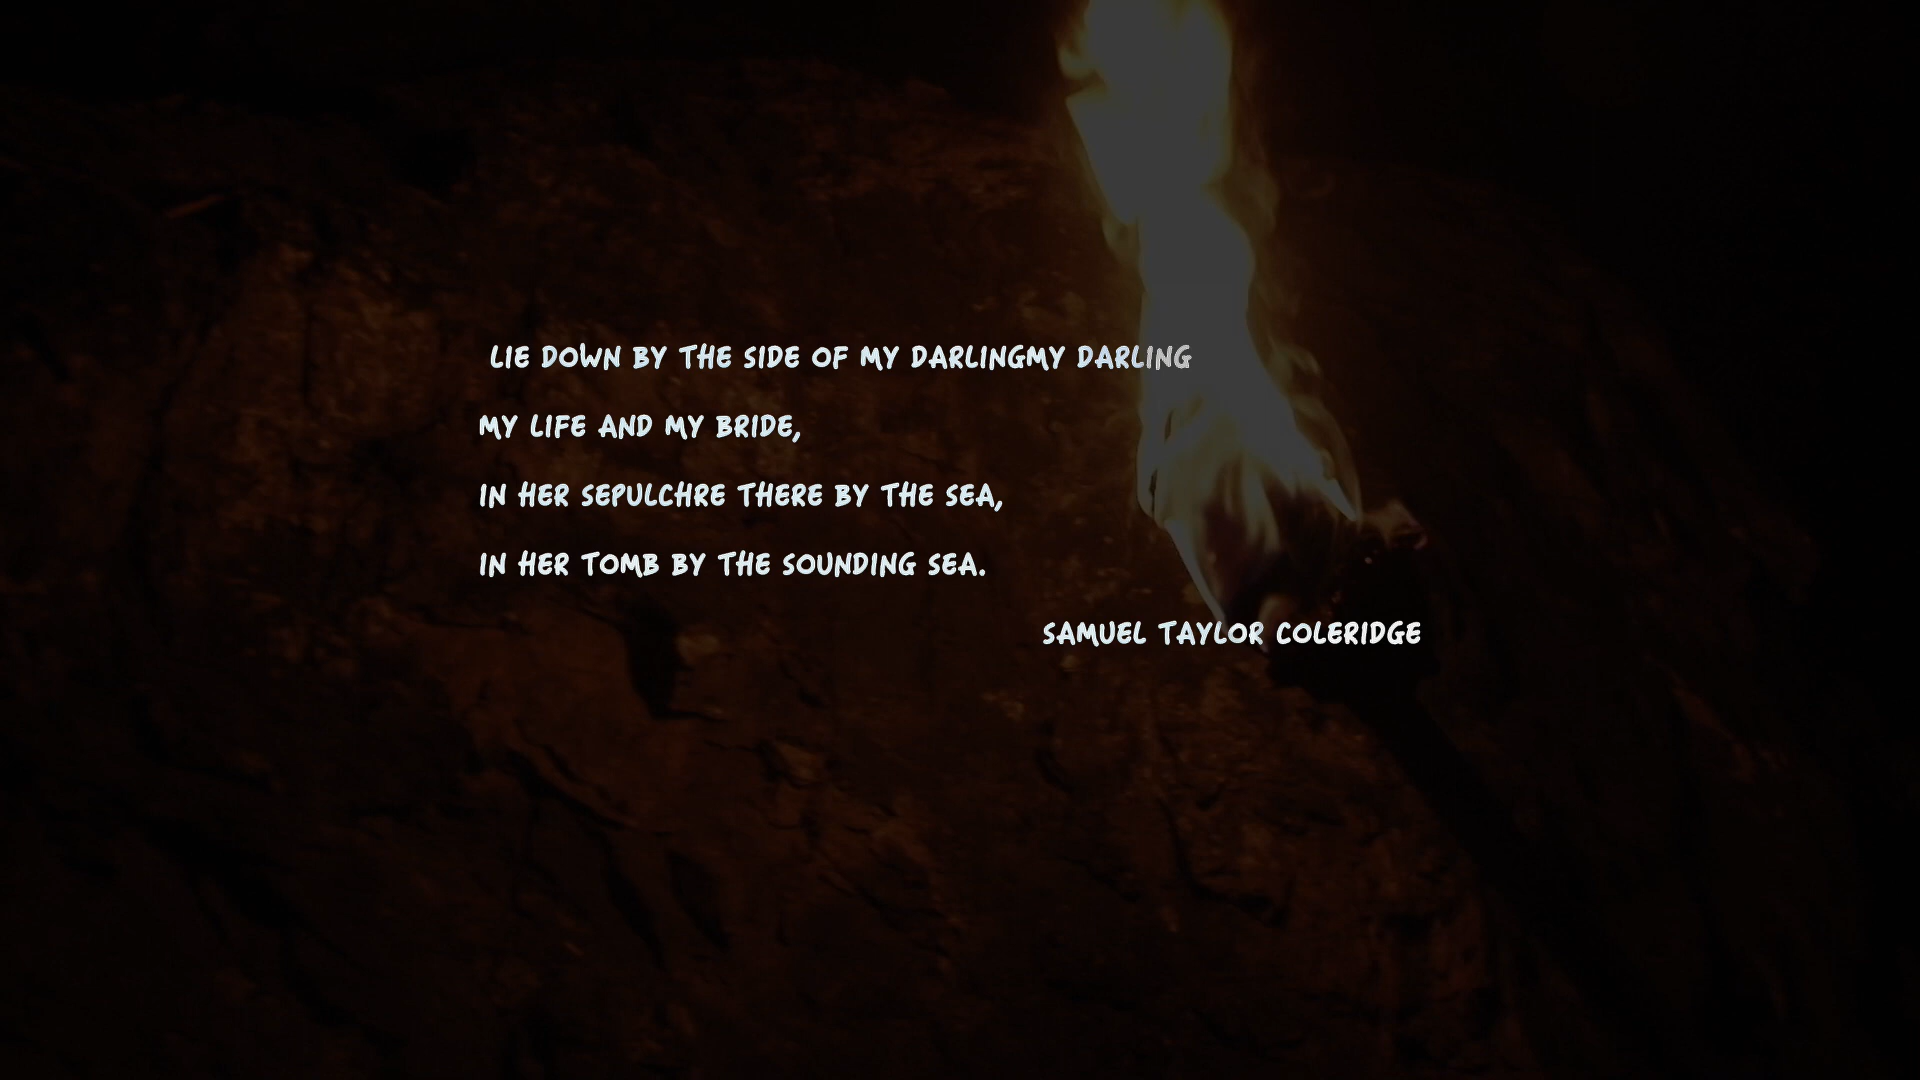 LIE DOWN BY THE SIDE OF MY DARLINGMY DARLING
MY LIFE AND MY BRIDE,
IN HER SEPULCHRE THERE BY THE SEA,
IN HER TOMB BY THE SOUNDING SEA.
SAMUEL TAYLOR COLERIDGE